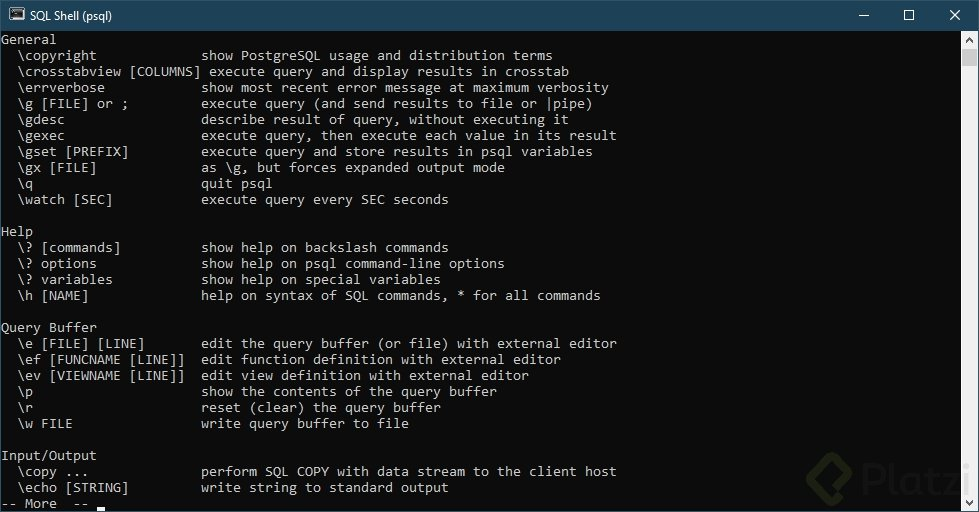 SQL Shell (psql)
General
  \copyright             show PostgreSQL usage and distribution terms
  \crosstabview [COLUMNS] execute query and display results in crosstab
  \errverbose            show most recent error message at maximum verbosity
  \g [FILE] or ;         execute query (and send results to file or |pipe)
  \gdesc                 describe result of query, without executing it
  \gexec                 execute query, then execute each value in its result
  \gset [PREFIX]         execute query and store results in psql variables
  \gx [FILE]             as \g, but forces expanded output mode
  \q                     quit psql
  \watch [SEC]           execute query every SEC seconds

Help
  \? [commands]          show help on backslash commands
  \? options             show help on psql command-line options
  \? variables           show help on special variables
  \h [NAME]              help on syntax of SQL commands, * for all commands

Query Buffer
  \e [FILE] [LINE]       edit the query buffer (or file) with external editor
  \ef [FUNCNAME [LINE]]  edit function definition with external editor
  \ev [VIEWNAME [LINE]]  edit view definition with external editor
  \p                     show the contents of the query buffer
  \r                     reset (clear) the query buffer
  \w FILE                write query buffer to file

Input/Output
  \copy ...              perform SQL COPY with data stream to the client host
  \echo [STRING]         write string to standard output
-- More  --
Platzi